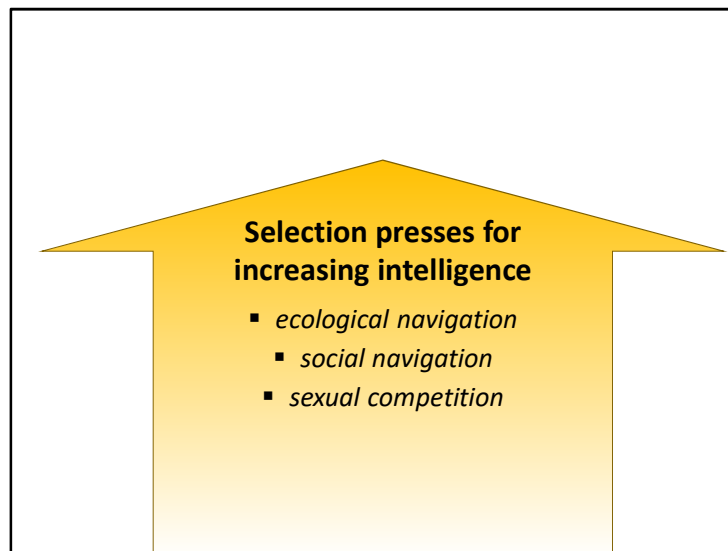 Selection presses for
increasing intelligence
▪ ecological navigation
▪ social navigation
▪ sexual competition